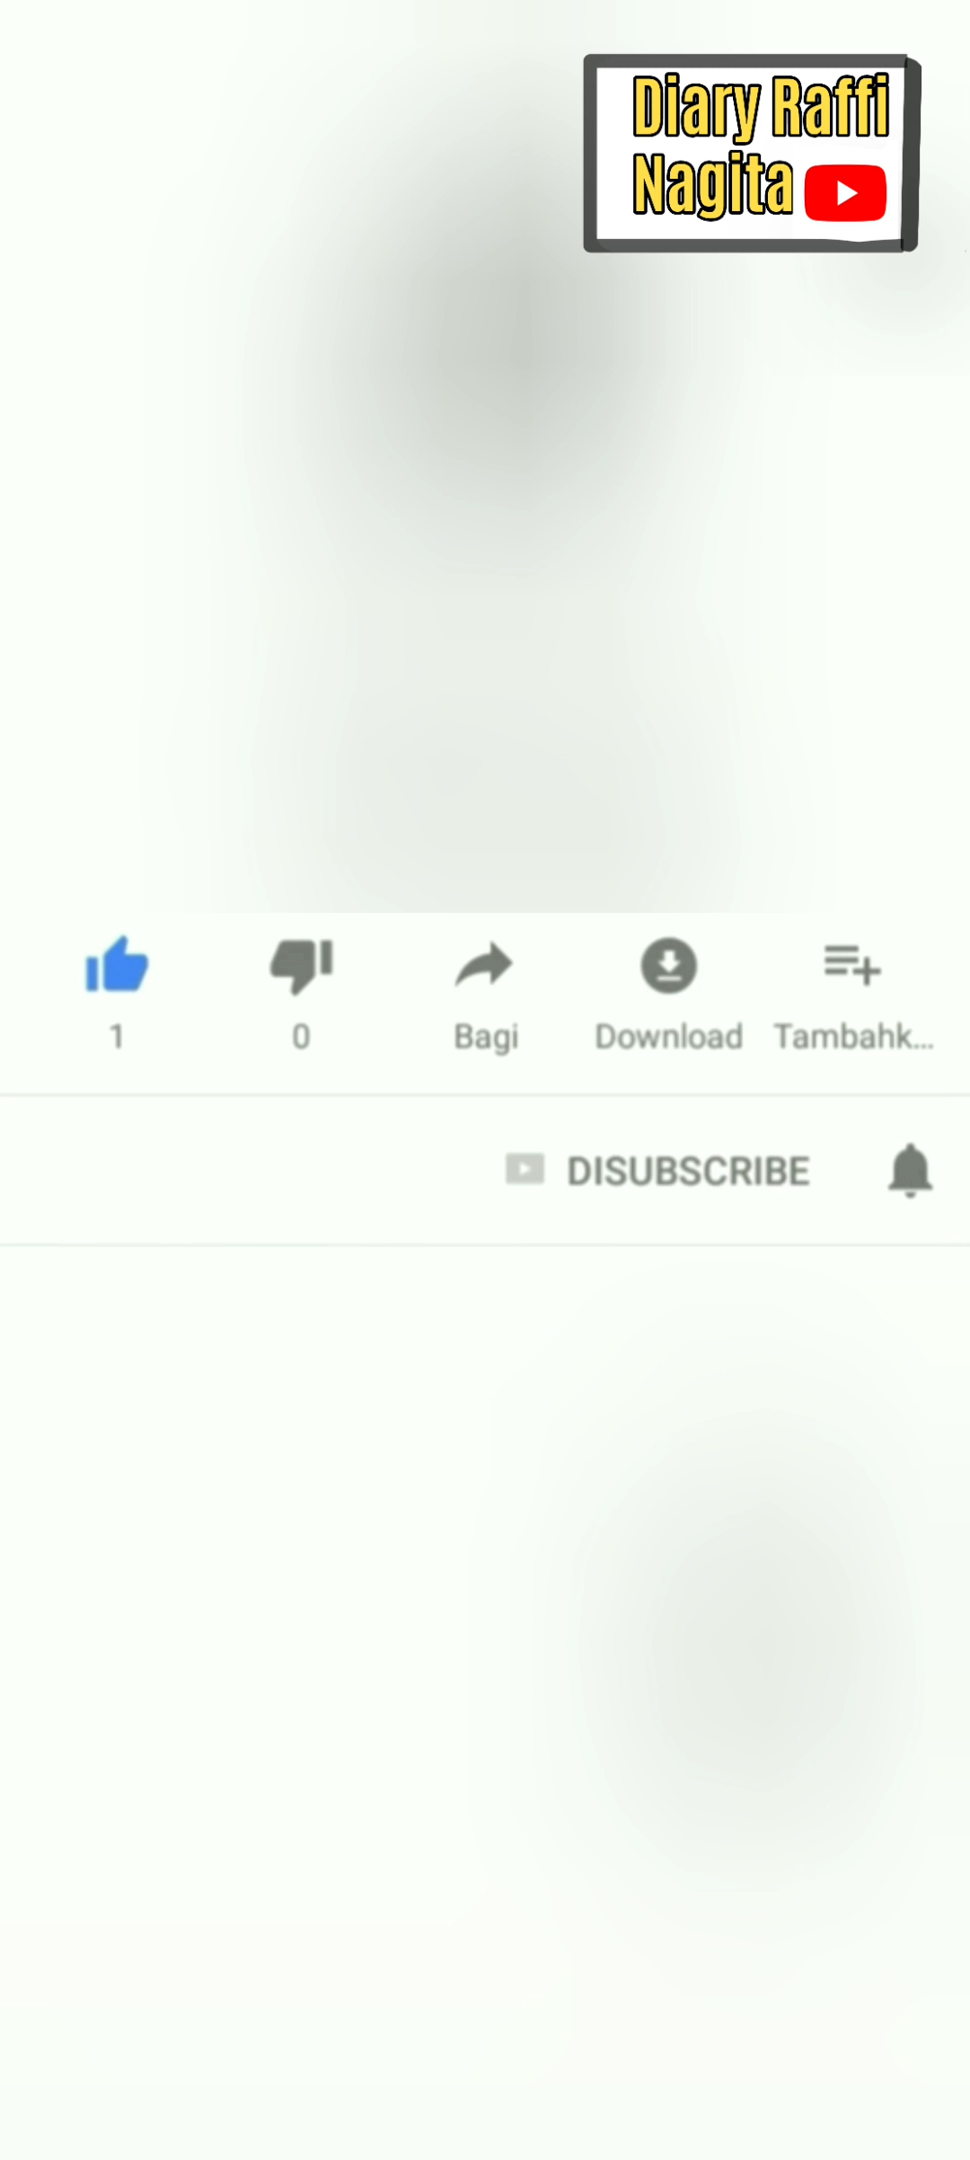 Diary Raffi
Nagita
1
0
Bagi
Download
Tambahk...
DISUBSCRIBE